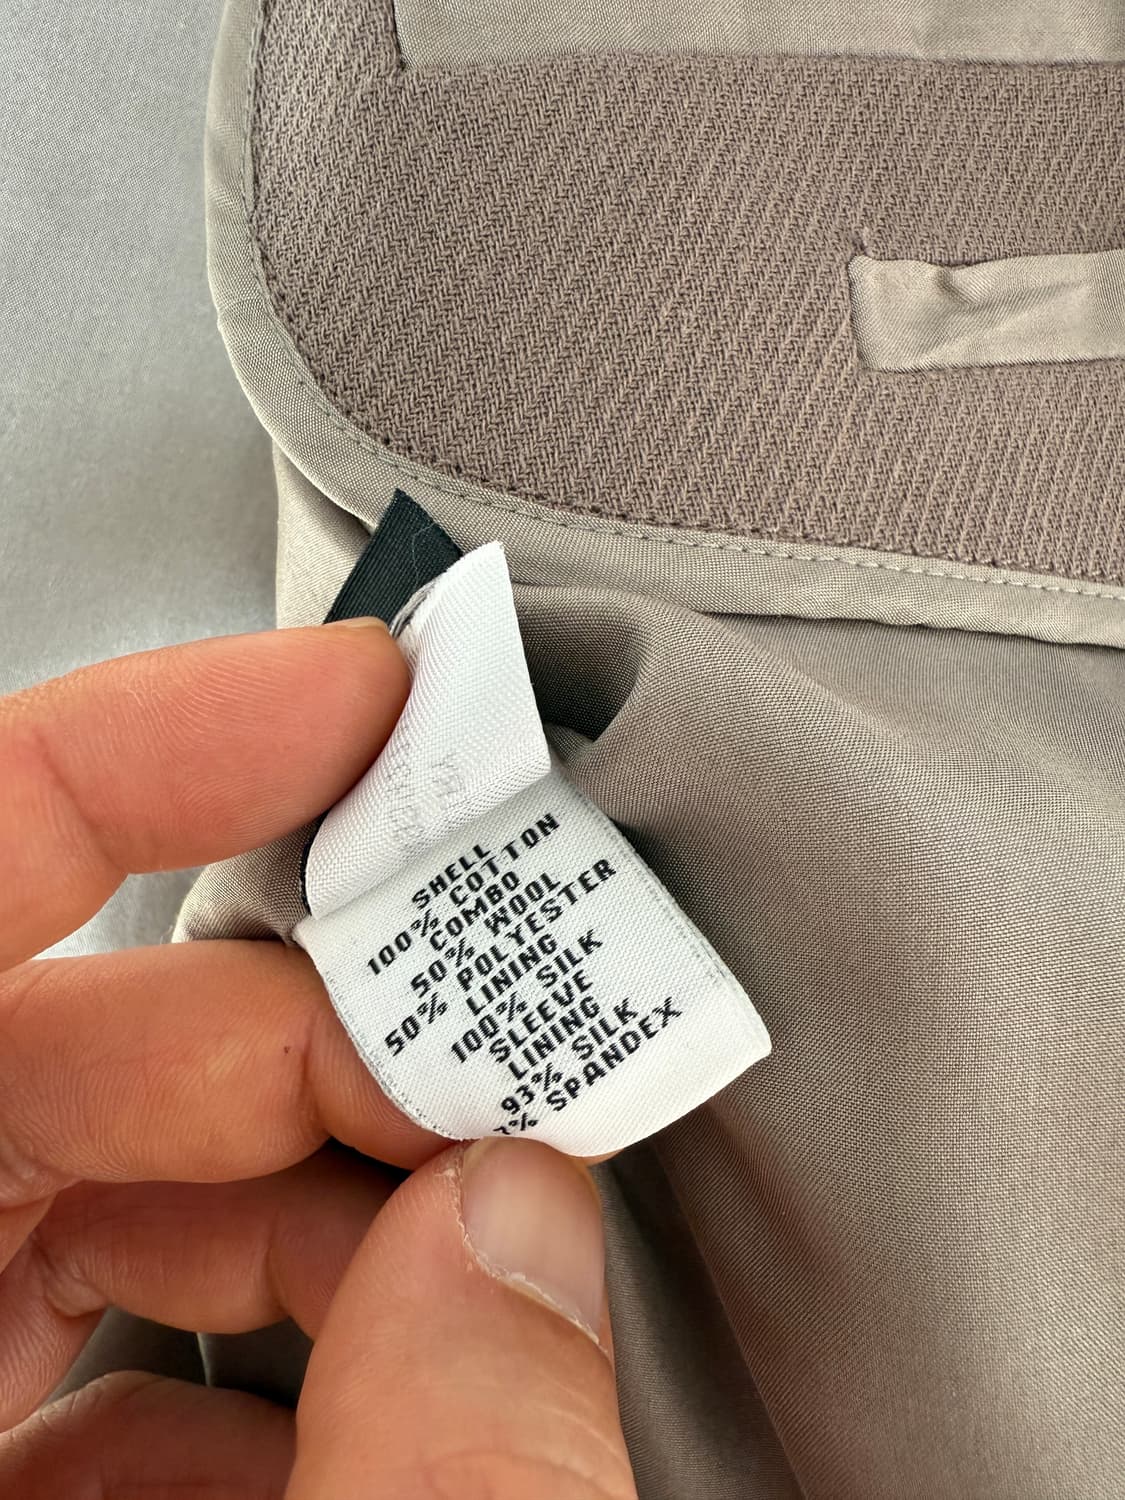 SHELL
100% COTTON
COMBO
50% WOOL
50% POLYESTER
LINING
100% SILK
SLEEVE
LINING
93% SILK
% SPANDEX